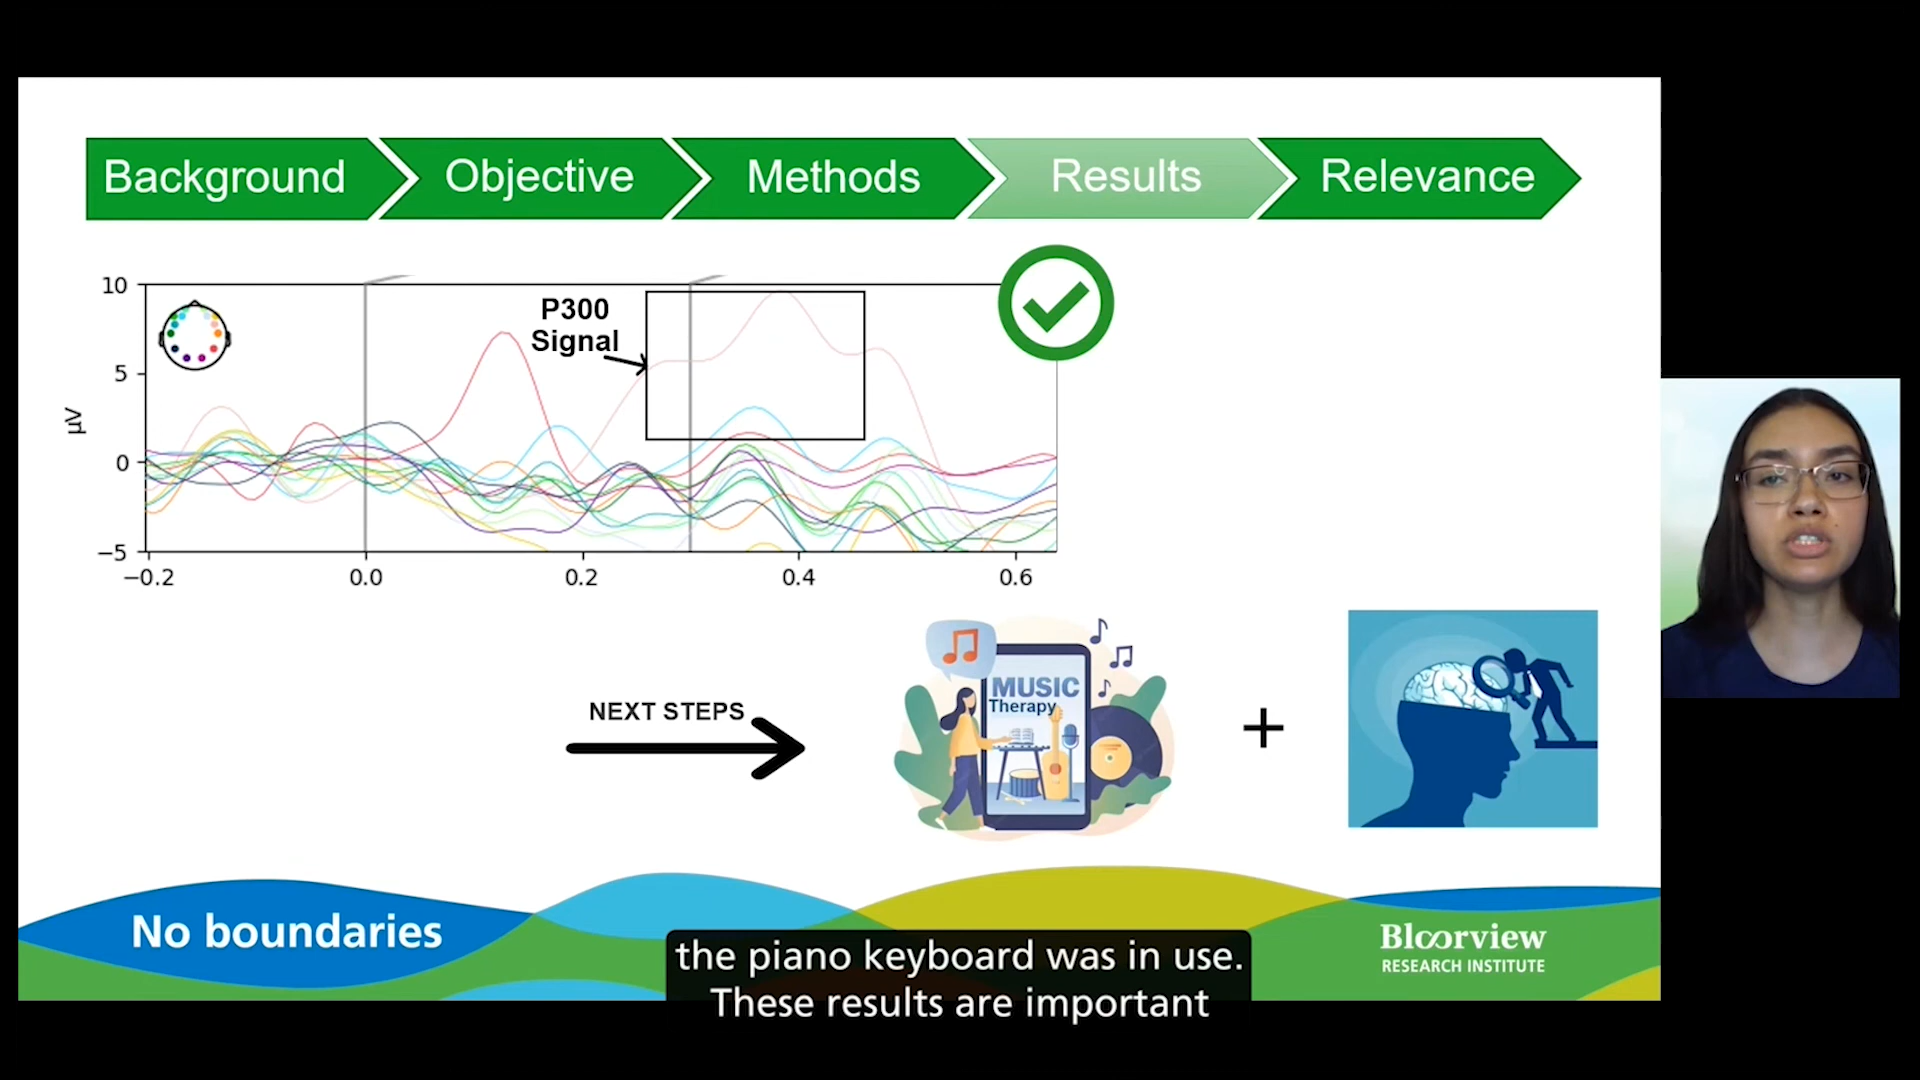 Background
Objective
Methods
Results
Relevance
10
5
0
−5
µV
P300
Signal
−0.2
0.0
0.2
0.4
0.6
NEXT STEPS
MUSIC
Therapy
+
No boundaries
Bloorview
RESEARCH INSTITUTE
the piano keyboard was in use.
These results are important